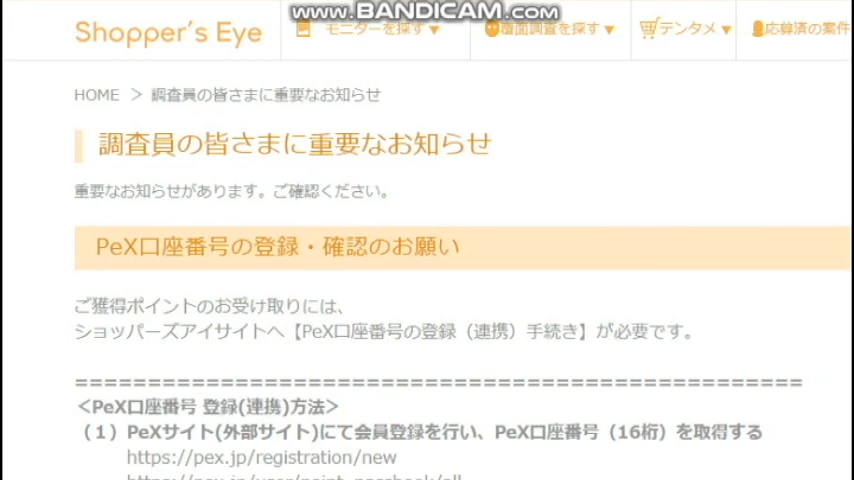 www.BANDICAM.com
Shopper's Eye モニターを探す▼ 覆面調査を探す▼ テンタメ▼ 応募済の案件
HOME ＞ 調査員の皆さまに重要なお知らせ
調査員の皆さまに重要なお知らせ
重要なお知らせがあります。ご確認ください。
PeX口座番号の登録・確認のお願い
ご獲得ポイントのお受け取りには、
ショッパーズアイサイトへ【PeX口座番号の登録（連携）手続き】が必要です。
====================================================
＜PeX口座番号 登録(連携)方法＞
（１）PeXサイト(外部サイト)にて会員登録を行い、PeX口座番号（16桁）を取得する
https://pex.jp/registration/new